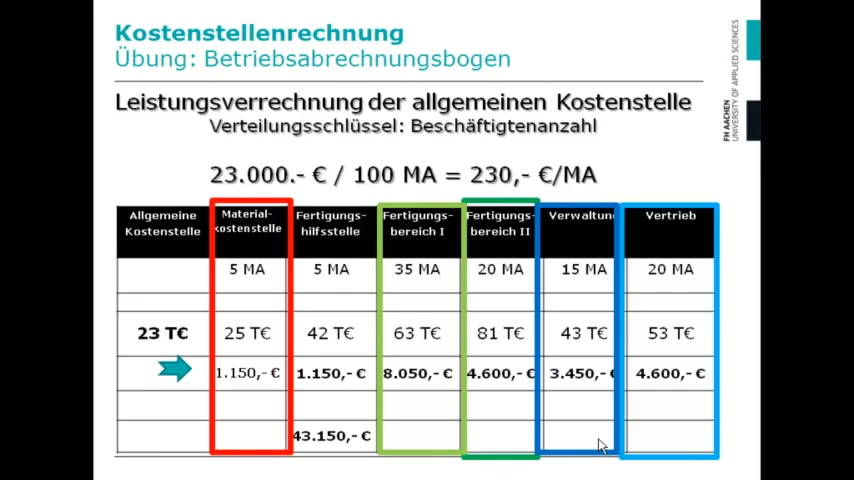 Kostenstellenrechnung
Übung: Betriebsabrechnungsbogen
FH AACHEN
UNIVERSITY OF APPLIED SCIENCES
Leistungsverrechnung der allgemeinen Kostenstelle
Verteilungsschlüssel: Beschäftigtenanzahl
23.000.- € / 100 MA = 230,- €/MA
Allgemeine Kostenstelle
Material-kostenstelle
Fertigungs-hilfsstelle
Fertigungs-bereich I
Fertigungs-bereich II
Verwaltun
Vertrieb
5 MA 5 MA 35 MA 20 MA 15 MA 20 MA
23 T€ 25 T€ 42 T€ 63 T€ 81 T€ 43 T€ 53 T€
1.150,- € 1.150,- € 8.050,- € 4.600,- € 3.450,- € 4.600,- €
43.150,- €